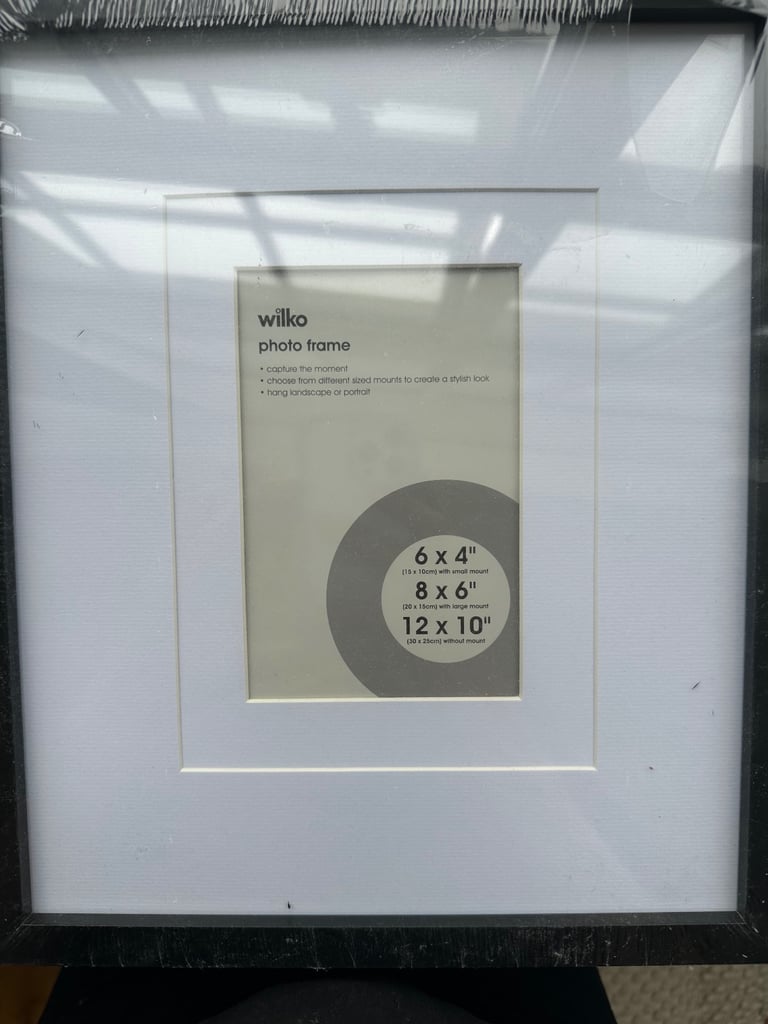 wilko
photo frame
• capture the moment
• choose from different sized mounts to create a stylish look
• hang landscape or portrait
6 x 4"
(15 x 10cm) with small mount
8 x 6"
(20 x 15cm) with large mount
12 x 10"
(30 x 25cm) without mount